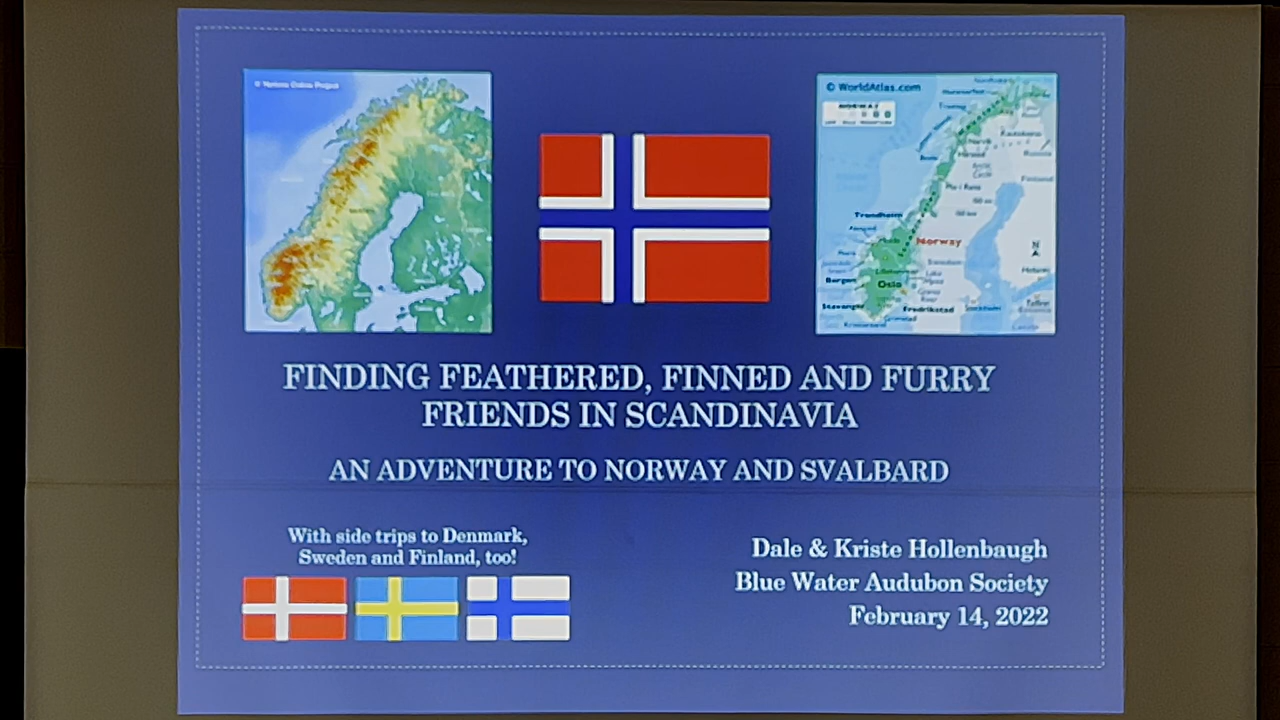 © WorldAtlas.com
NORWAY
Trondheim
Norway
Bergen
Oslo
Stavanger
Fredrikstad
Stockholm
N
FINDING FEATHERED, FINNED AND FURRY
FRIENDS IN SCANDINAVIA
AN ADVENTURE TO NORWAY AND SVALBARD
With side trips to Denmark,
Sweden and Finland, too!
Dale & Kriste Hollenbaugh
Blue Water Audubon Society
February 14, 2022